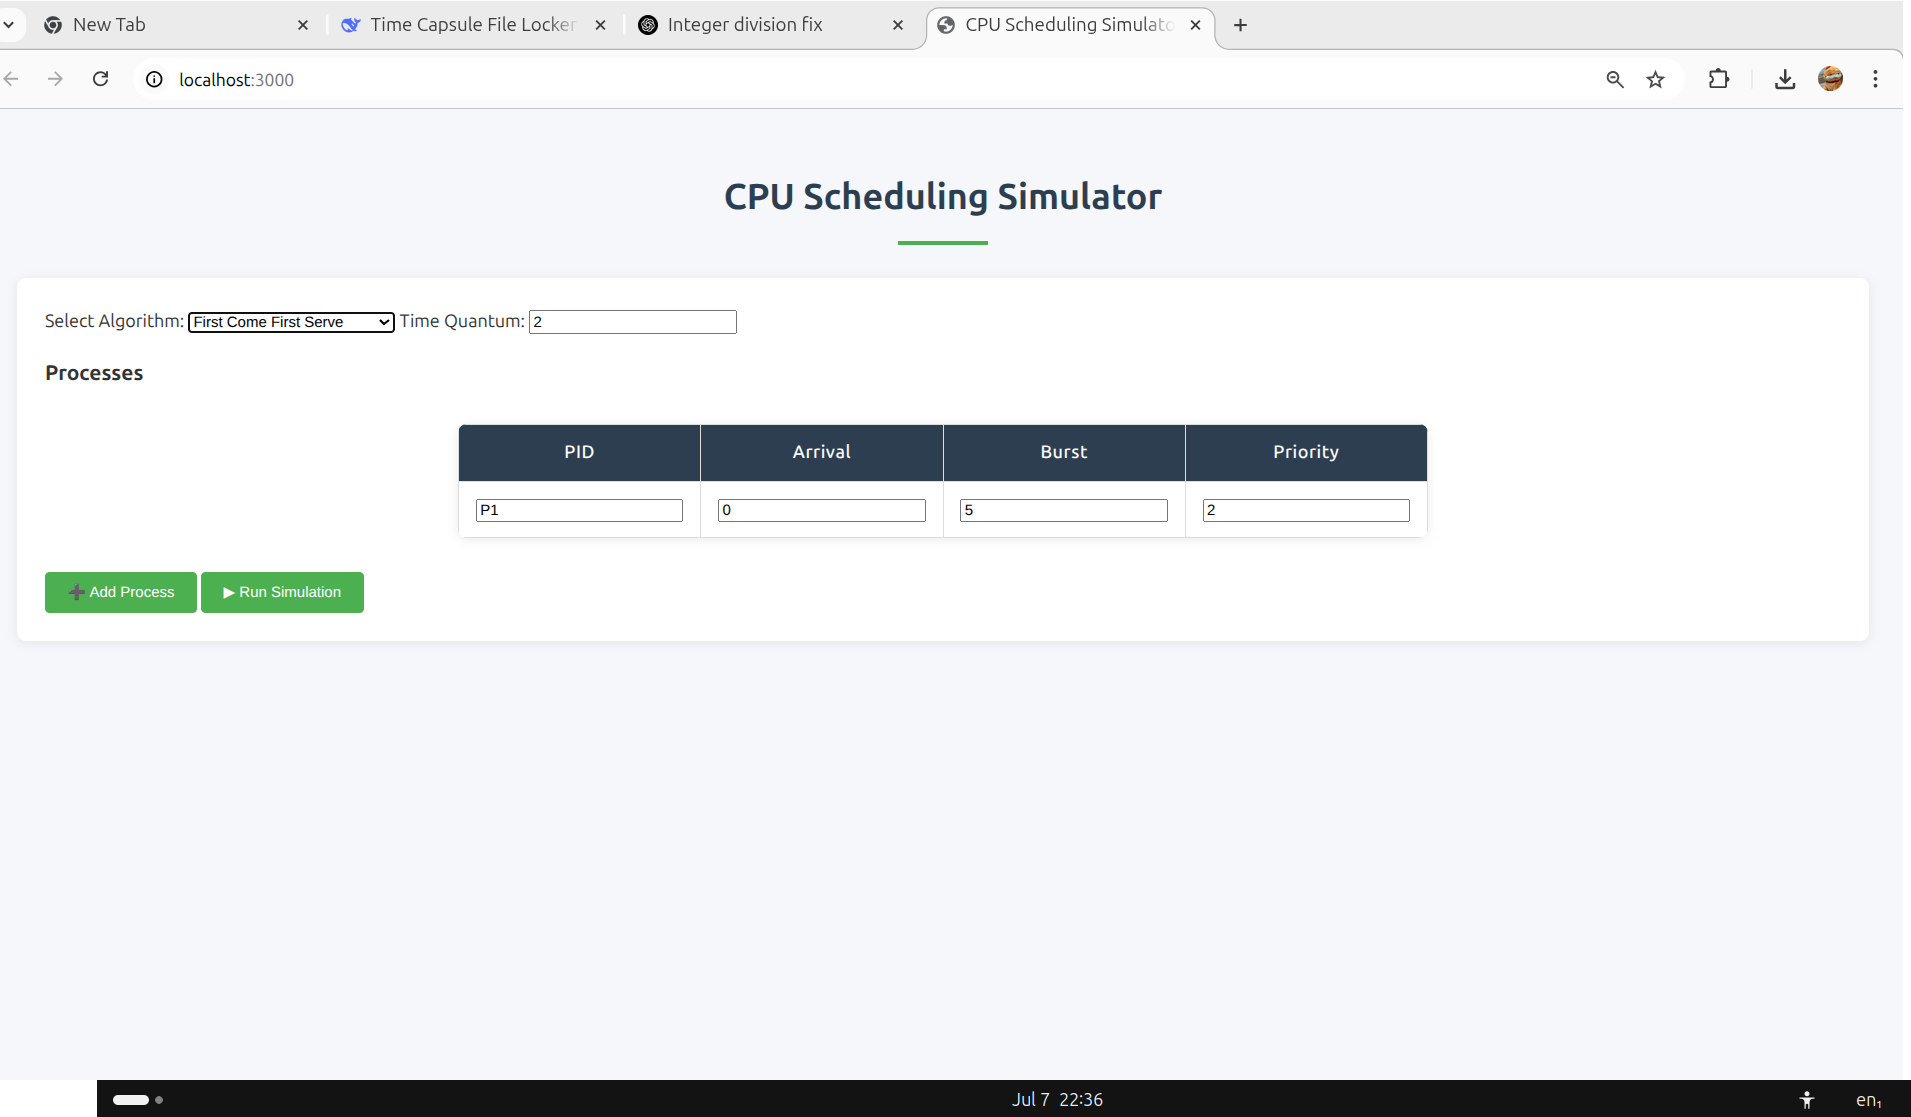 New Tab
Time Capsule File Locker
Integer division fix
CPU Scheduling Simulato
localhost:3000
CPU Scheduling Simulator
Select Algorithm: First Come First Serve Time Quantum: 2
Processes
PID Arrival Burst Priority
P1 0 5 2
➕ Add Process ▶ Run Simulation
Jul 7 22:36
en₁